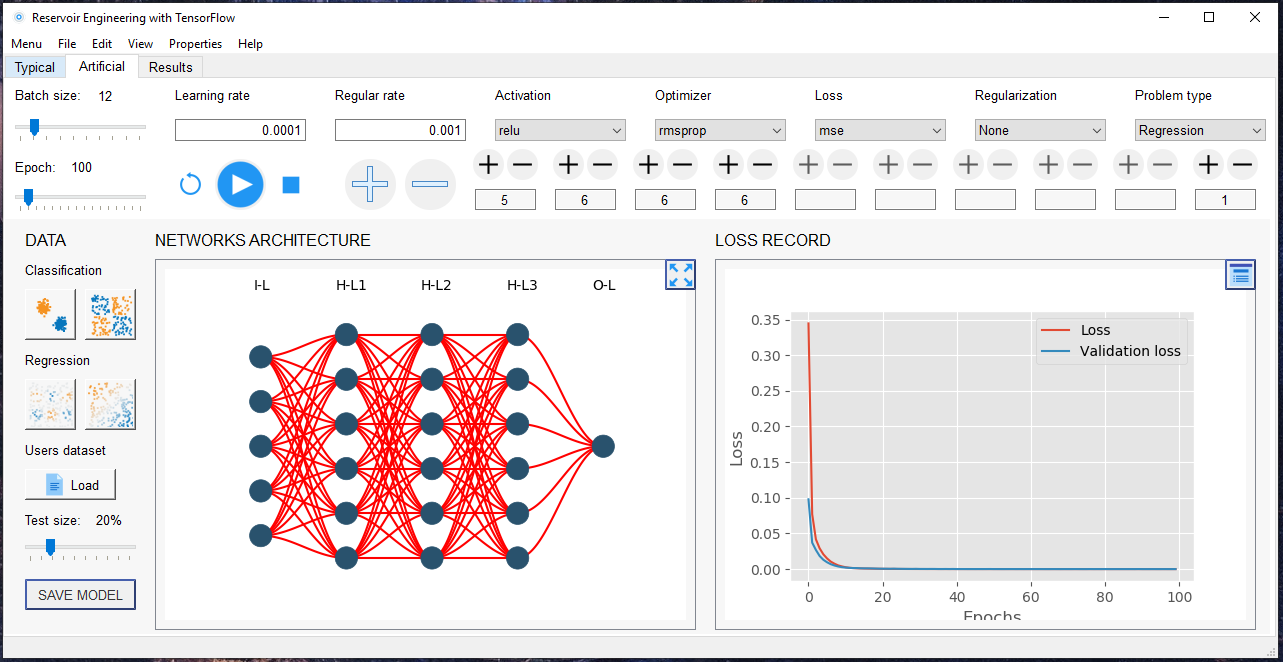 Reservoir Engineering with TensorFlow
Menu File Edit View Properties Help
Typical Artificial Results
Batch size: 12 Learning rate Regular rate Activation Optimizer Loss Regularization Problem type
0.0001 0.001 relu rmsprop mse None Regression
Epoch: 100
5 6 6 6 1
DATA NETWORKS ARCHITECTURE LOSS RECORD
Classification
I-L H-L1 H-L2 H-L3 O-L
Regression
Users dataset
Load
Test size: 20%
SAVE MODEL
Loss
Validation loss
0.35
0.30
0.25
0.20
0.15
0.10
0.05
0.00
Loss
0 20 40 60 80 100
Epochs